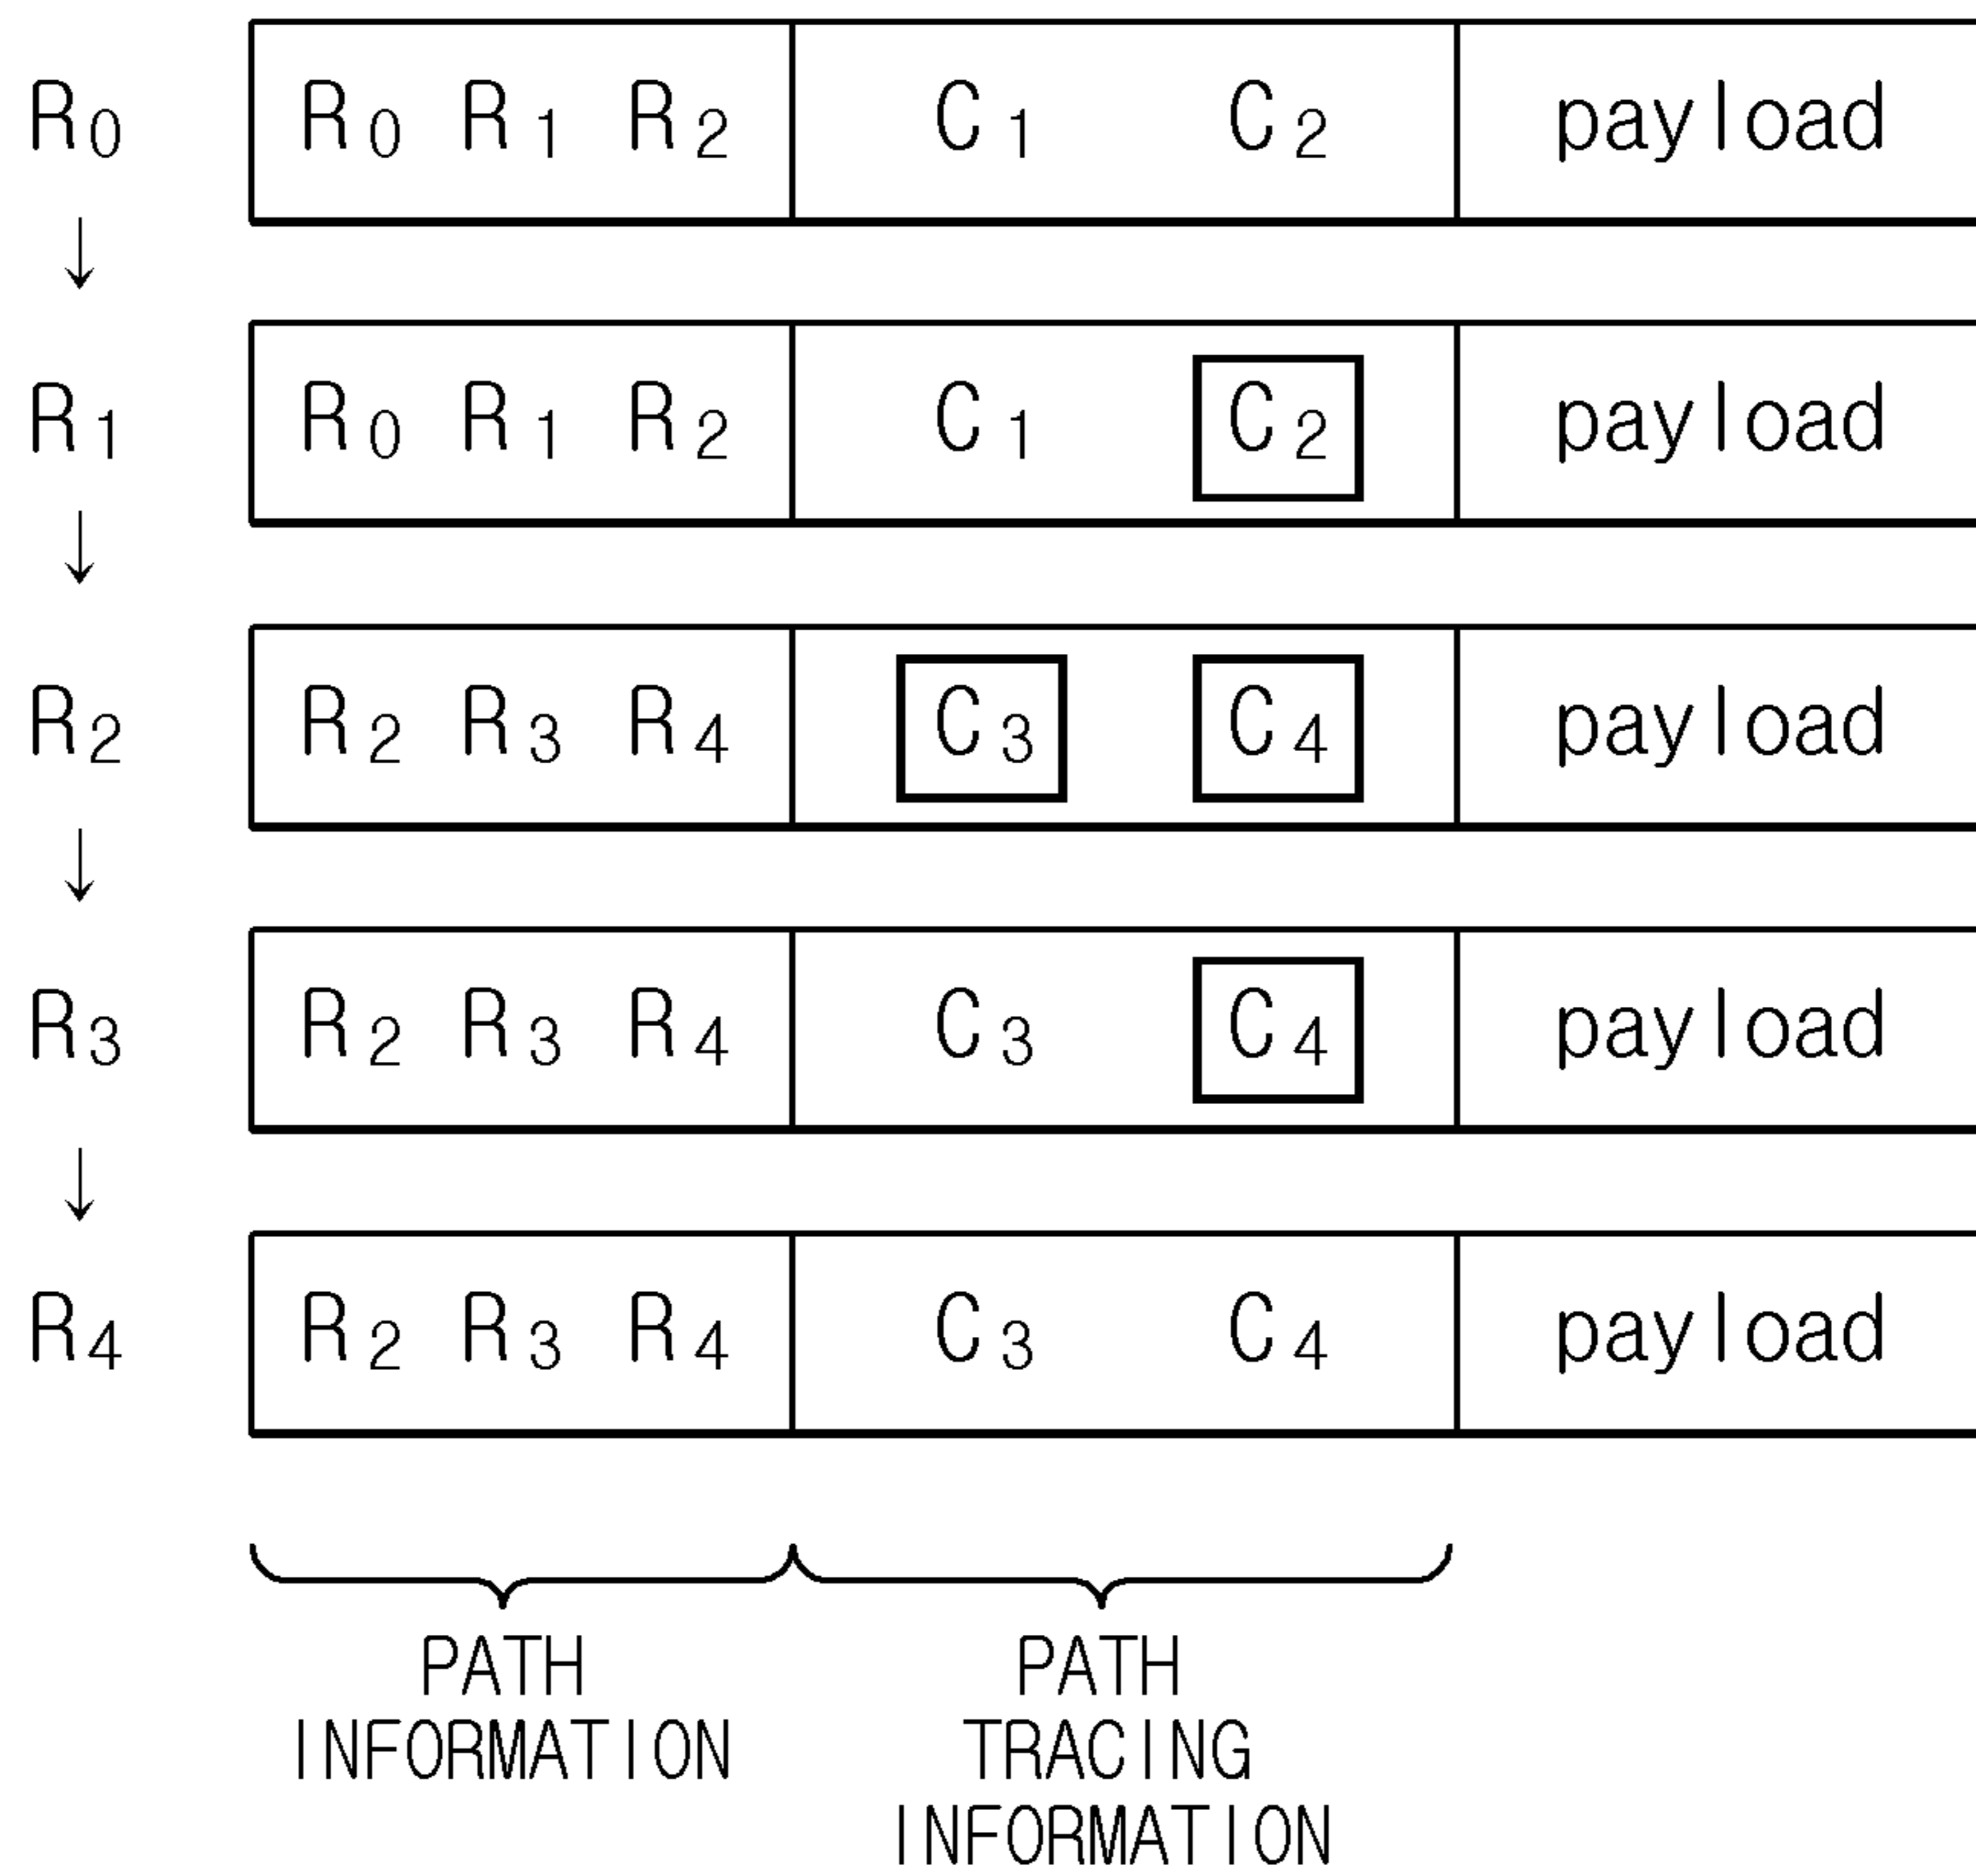 R0 R0 R1 R2 C1 C2 payload
↓
R1 R0 R1 R2 C1 C2 payload
↓
R2 R2 R3 R4 C3 C4 payload
↓
R3 R2 R3 R4 C3 C4 payload
↓
R4 R2 R3 R4 C3 C4 payload
PATH
INFORMATION
PATH
TRACING
INFORMATION